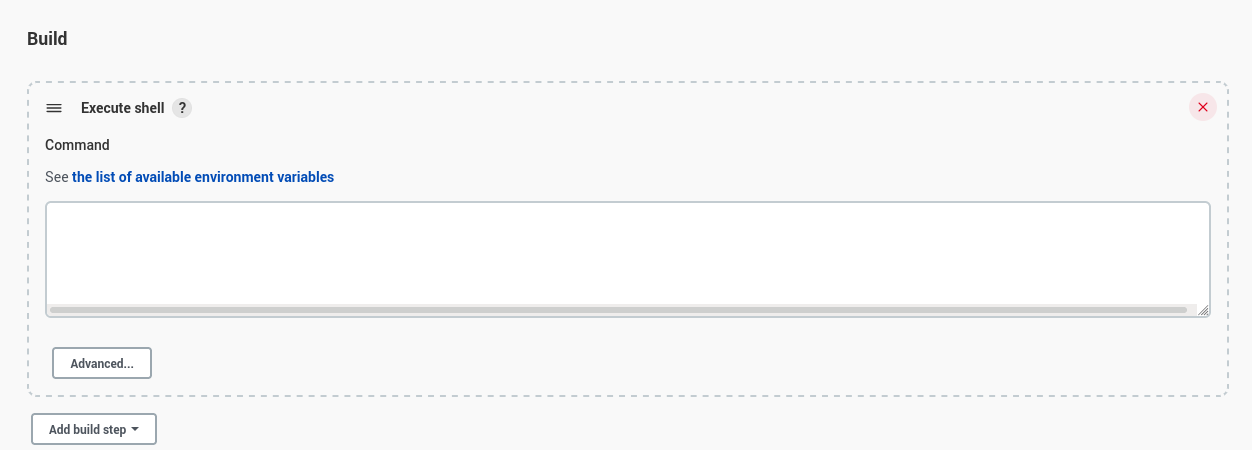 Build
Execute shell ?
Command
See the list of available environment variables
Advanced...
Add build step